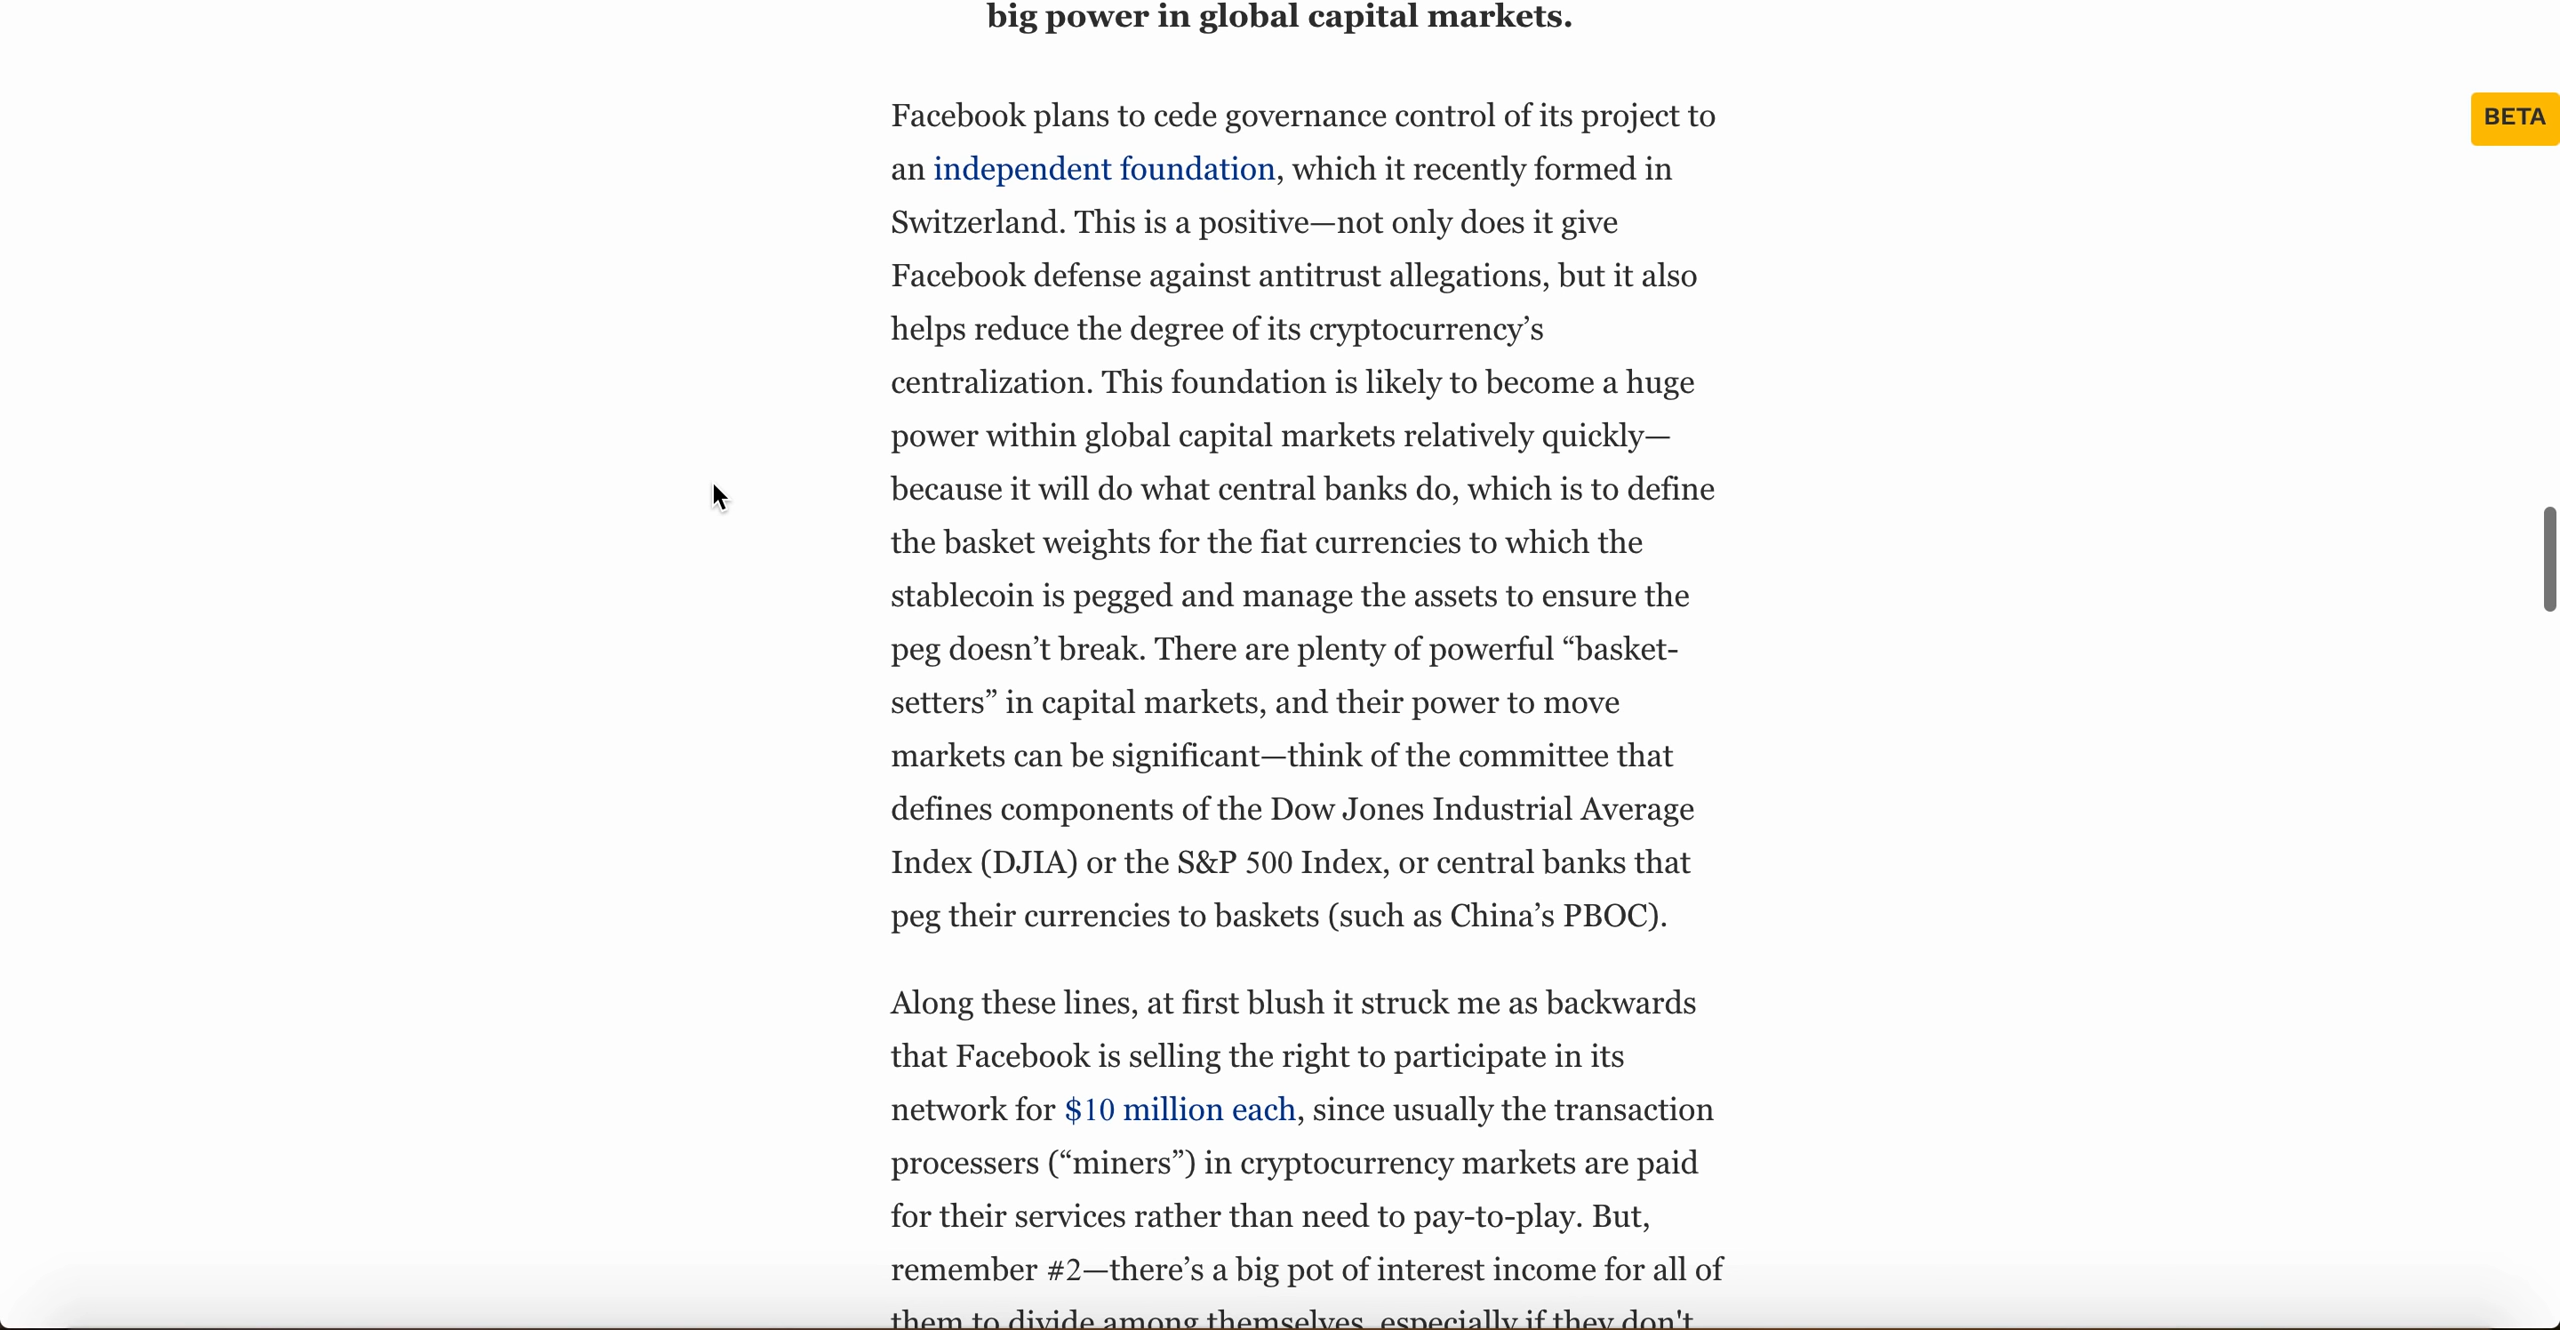 big power in global capital markets.
BETA
Facebook plans to cede governance control of its project to
an independent foundation, which it recently formed in
Switzerland. This is a positive—not only does it give
Facebook defense against antitrust allegations, but it also
helps reduce the degree of its cryptocurrency’s
centralization. This foundation is likely to become a huge
power within global capital markets relatively quickly—
because it will do what central banks do, which is to define
the basket weights for the fiat currencies to which the
stablecoin is pegged and manage the assets to ensure the
peg doesn’t break. There are plenty of powerful “basket-
setters” in capital markets, and their power to move
markets can be significant—think of the committee that
defines components of the Dow Jones Industrial Average
Index (DJIA) or the S&P 500 Index, or central banks that
peg their currencies to baskets (such as China’s PBOC).
Along these lines, at first blush it struck me as backwards
that Facebook is selling the right to participate in its
network for $10 million each, since usually the transaction
processers (“miners”) in cryptocurrency markets are paid
for their services rather than need to pay-to-play. But,
remember #2—there’s a big pot of interest income for all of
them to divide among themselves, especially if they don't